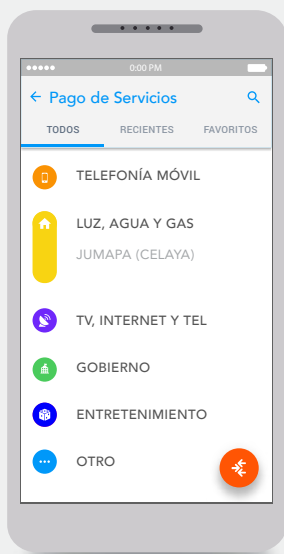 0:00 PM
Pago de Servicios
TODOS RECIENTES FAVORITOS
TELEFONÍA MÓVIL
LUZ, AGUA Y GAS
JUMAPA (CELAYA)
TV, INTERNET Y TEL
GOBIERNO
ENTRETENIMIENTO
OTRO